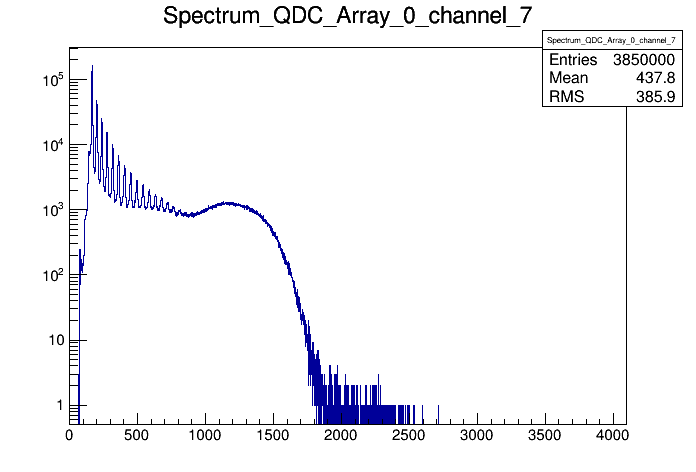 Spectrum_QDC_Array_0_channel_7
Spectrum_QDC_Array_0_channel_7
Entries 3850000
Mean 437.8
RMS 385.9
10^5
10^4
10^3
10^2
10
1
0 500 1000 1500 2000 2500 3000 3500 4000